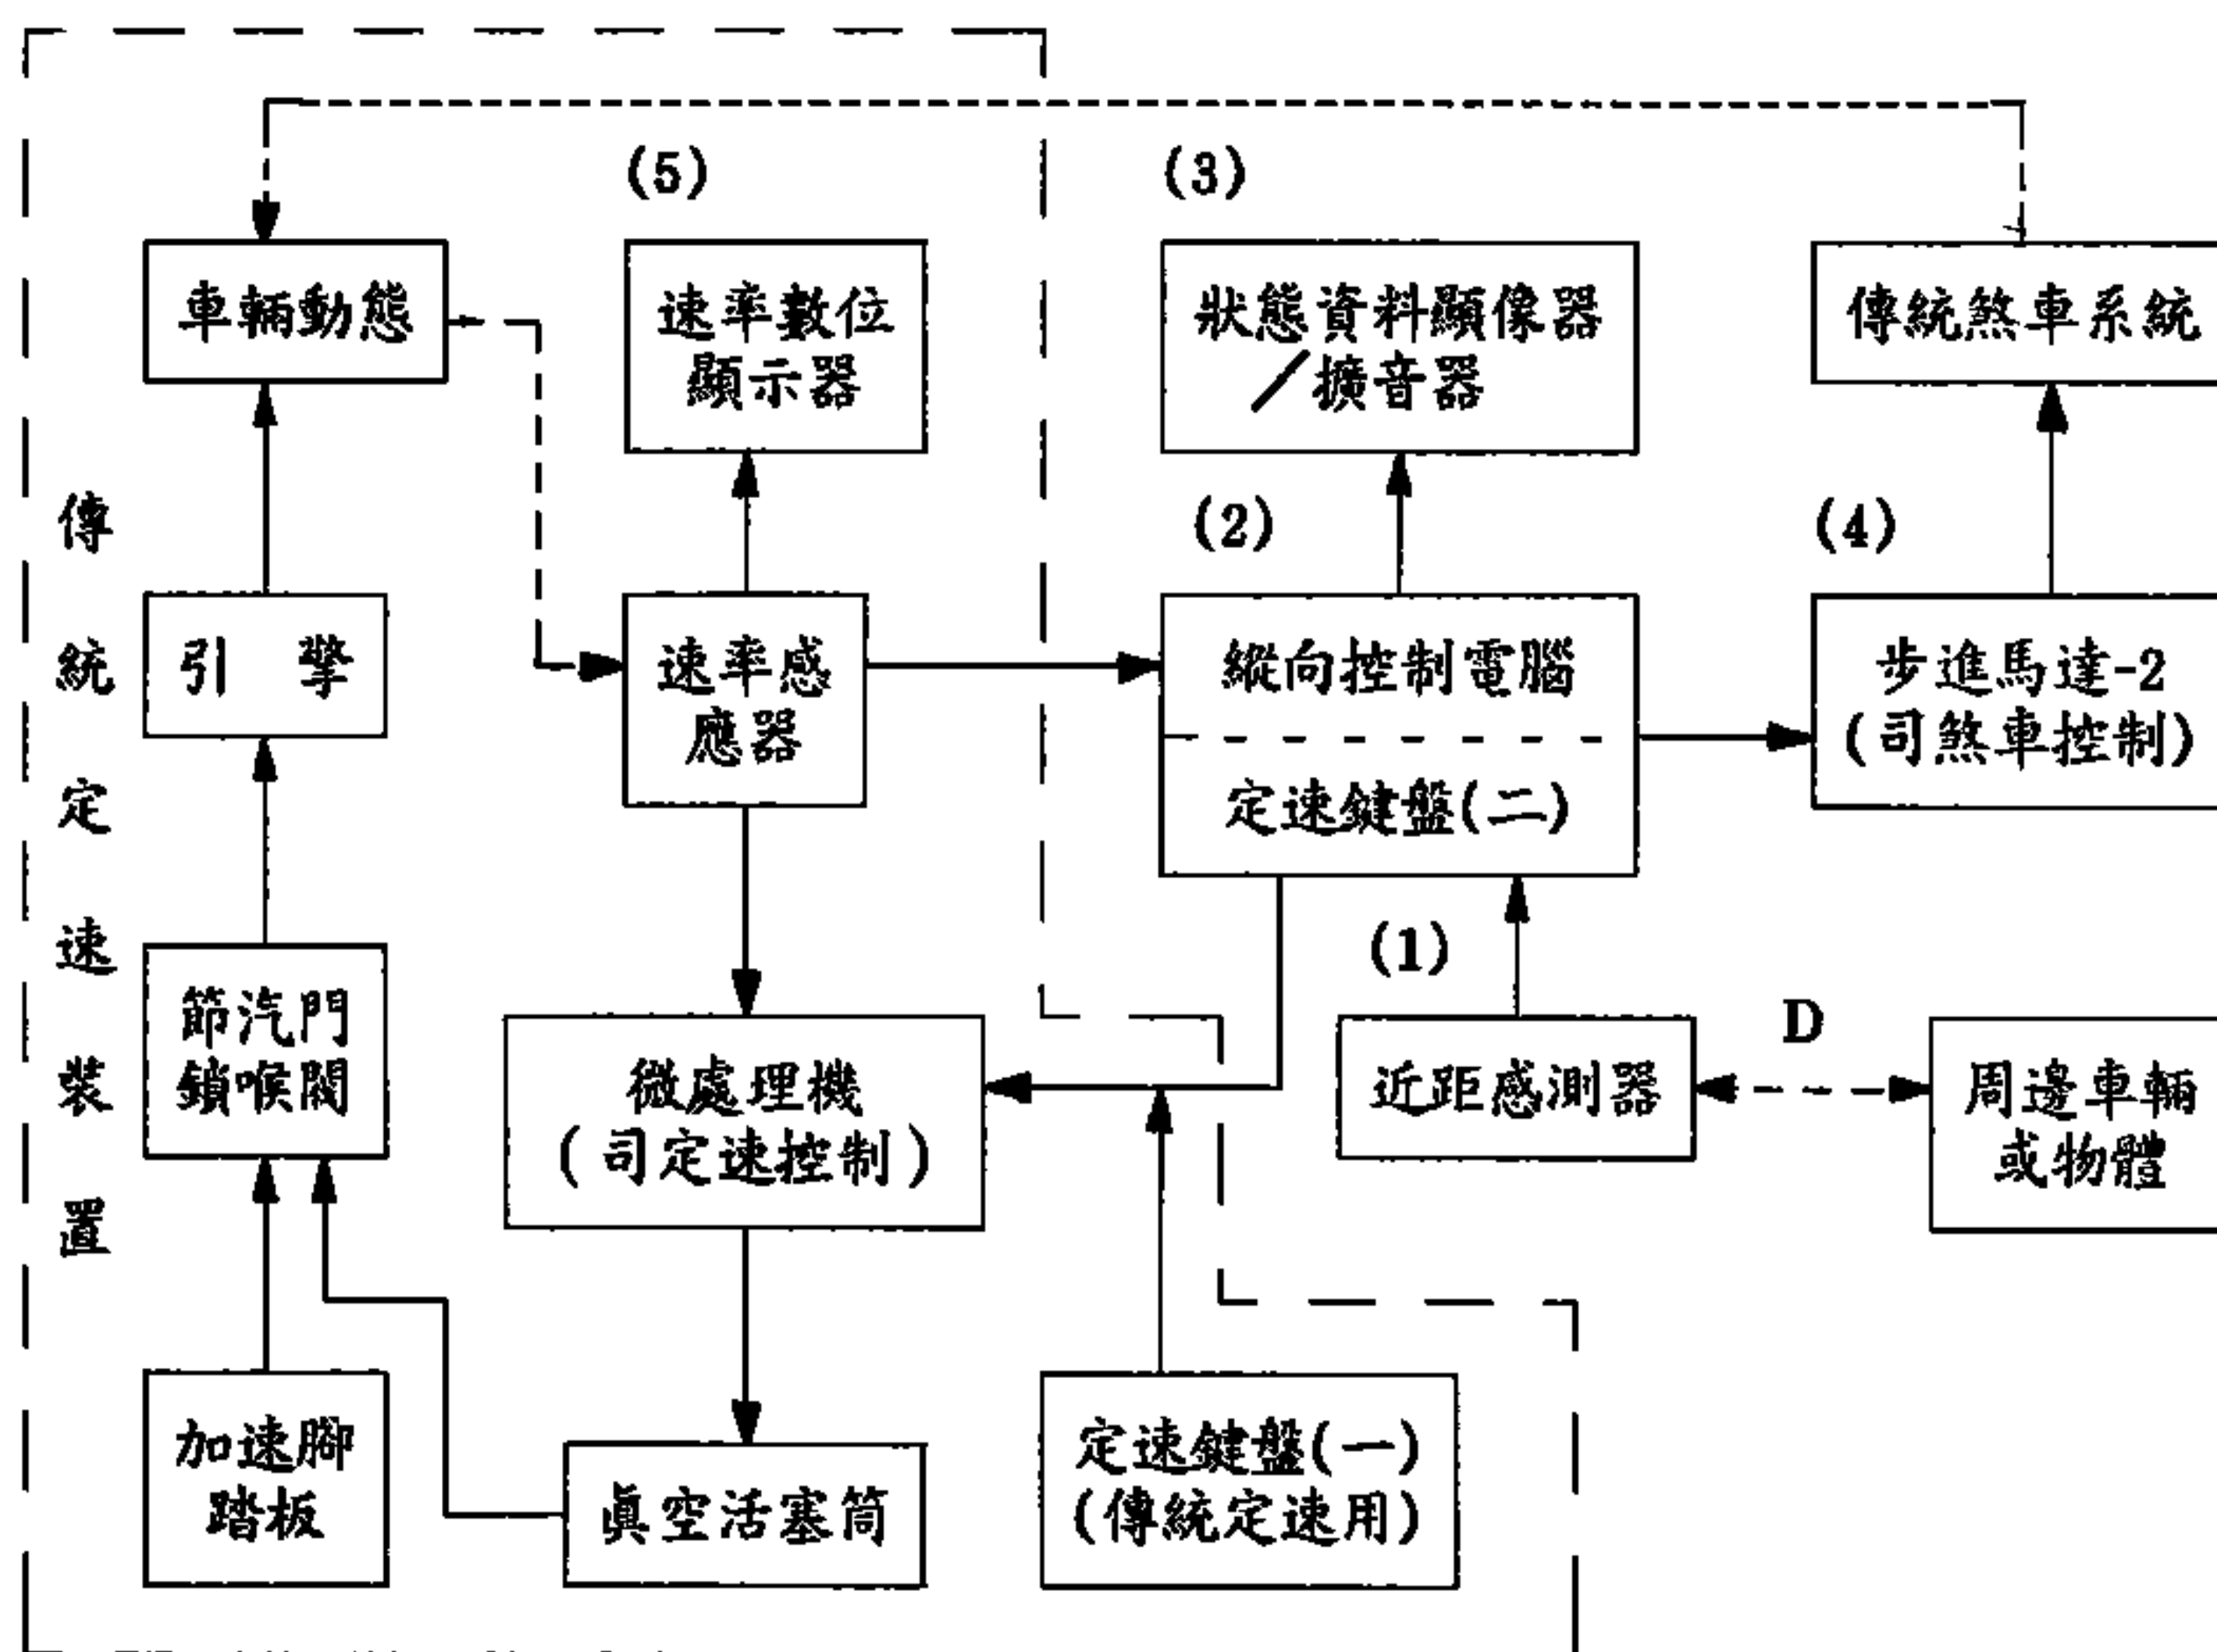 (5)
(3)
車輛動態
速率數位
顯示器
狀態資料顯像器
／擴音器
傳統煞車系統
(2)
(4)
傳統定速裝置
引 擎
速率感
應器
縱向控制電腦
定速鍵盤(二)
步進馬達-2
(司煞車控制)
(1)
節汽門
鎖喉閥
微處理機
(司定速控制)
近距感測器
D
周邊車輛
或物體
加速腳
踏板
眞空活塞筒
定速鍵盤(一)
(傳統定速用)